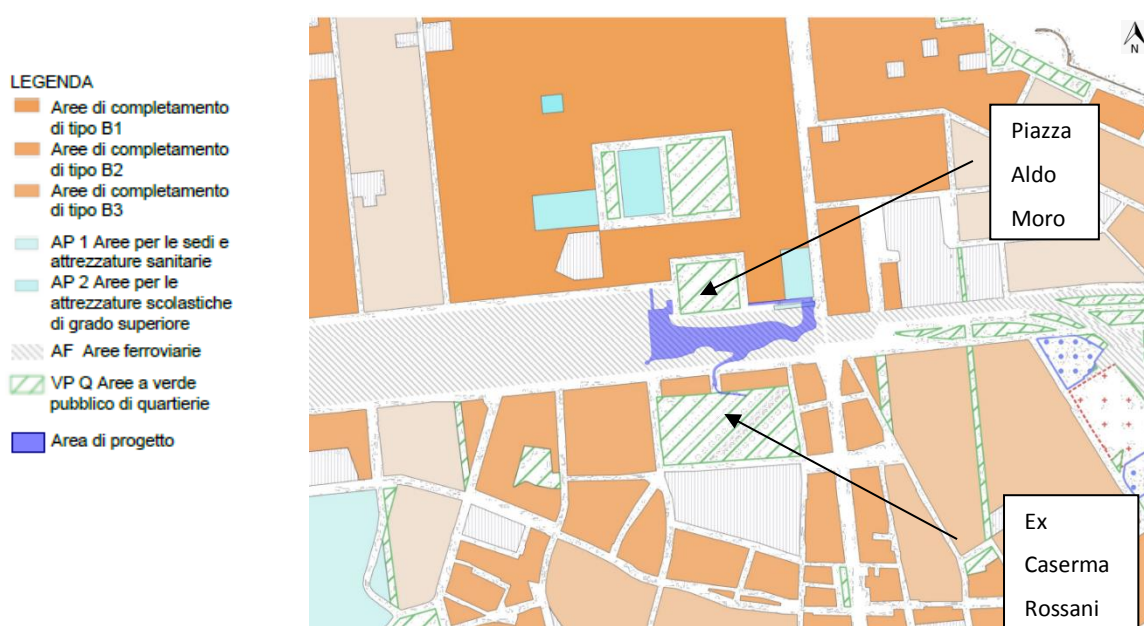 LEGENDA
Aree di completamento
di tipo B1
Aree di completamento
di tipo B2
Aree di completamento
di tipo B3
AP 1 Aree per le sedi e
attrezzature sanitarie
AP 2 Aree per le
attrezzature scolastiche
di grado superiore
AF Aree ferroviarie
VP Q Aree a verde
pubblico di quartierie
Area di progetto
N
Piazza
Aldo
Moro
Ex
Caserma
Rossani